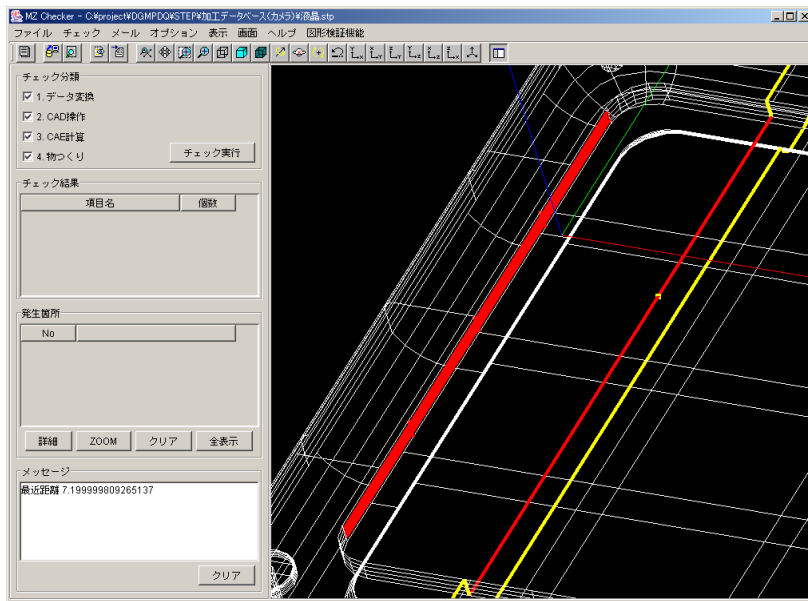 MZ Checker - C:¥project¥DGMPDQ¥STEP¥加工データベース(カメラ)¥液晶.stp
ファイル チェック メール オプション 表示 画面 ヘルプ 図形検証機能
チェック分類
1. データ変換
2. CAD操作
3. CAE計算
4. 物つくり
チェック実行
チェック結果
項目名 個数
発生箇所
No
詳細 ZOOM クリア 全表示
メッセージ
最近距離 7.199999809265137
クリア